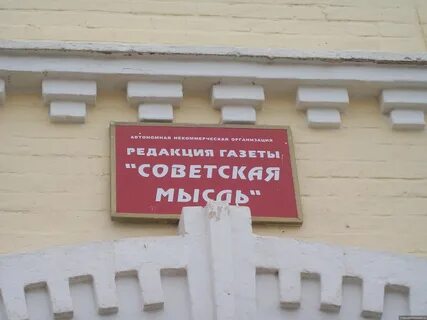 АВТОНОМНАЯ НЕКОММЕРЧЕСКАЯ ОРГАНИЗАЦИЯ
РЕДАКЦИЯ ГАЗЕТЫ
"СОВЕТСКАЯ
МЫСЛЬ"